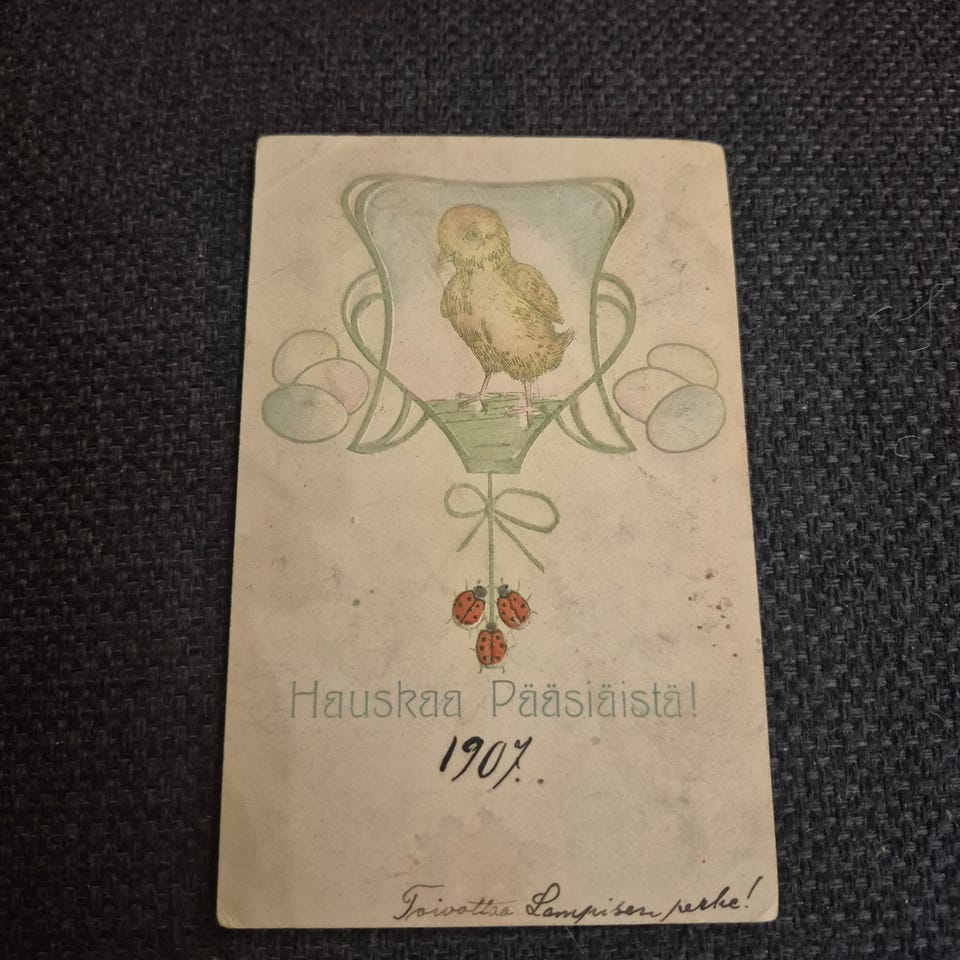 Hauskaa Pääsiäistä!
1907.
Toivottaa Lampisen perhe!